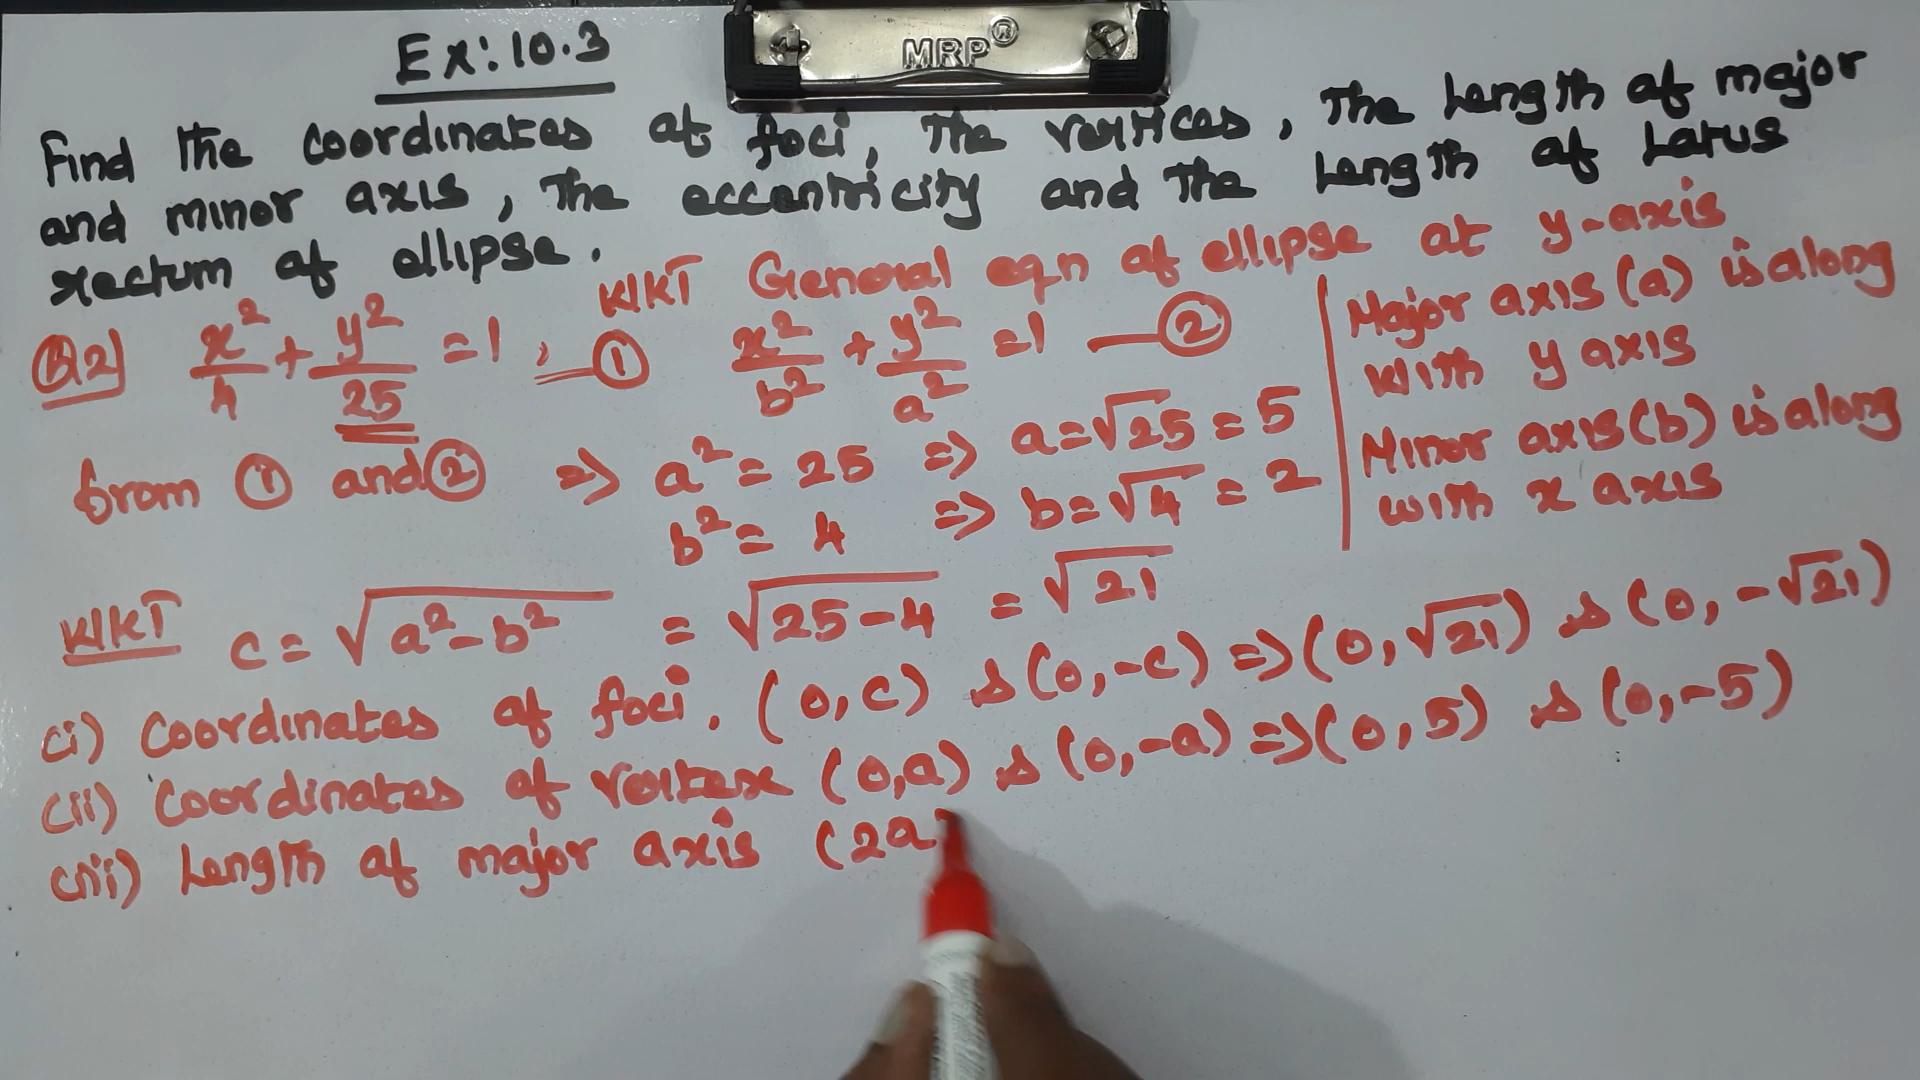 Ex: 10.3
MRP®
Find the coordinates of foci, The vertices, The Length of major
and minor axis, The eccentricity and The Length of Latus
rectum of ellipse.
WKT General eqn of ellipse at y-axis
Q2] x²/4 + y²/25 = 1, — ① x²/b² + y²/a² = 1 — ②
Major axis (a) is along
with y axis
Minor axis (b) is along
with x axis
from ① and ② ⇒ a² = 25 ⇒ a = √25 = 5
b² = 4 ⇒ b = √4 = 2
WKT c = √a² - b² = √25 - 4 = √21
(i) Coordinates of foci, (0, c) & (0, -c) ⇒ (0, √21) & (0, -√21)
(ii) Coordinates of vertex (0, a) & (0, -a) ⇒ (0, 5) & (0, -5)
(iii) Length of major axis (2a